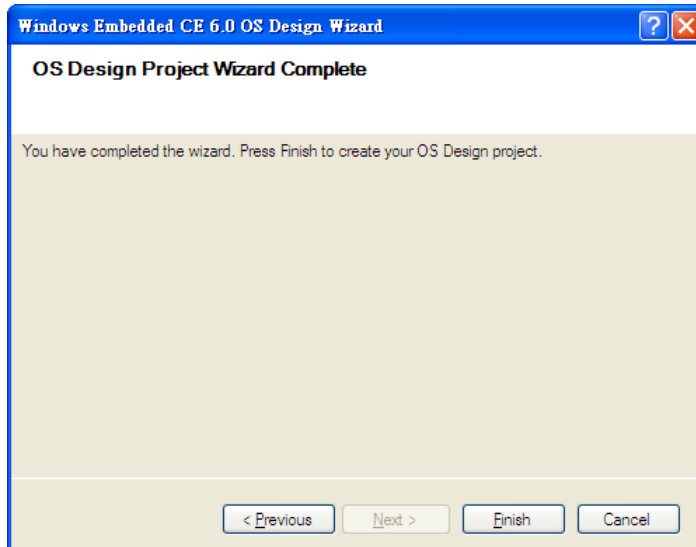 Windows Embedded CE 6.0 OS Design Wizard
OS Design Project Wizard Complete
You have completed the wizard. Press Finish to create your OS Design project.
< Previous Next > Finish Cancel